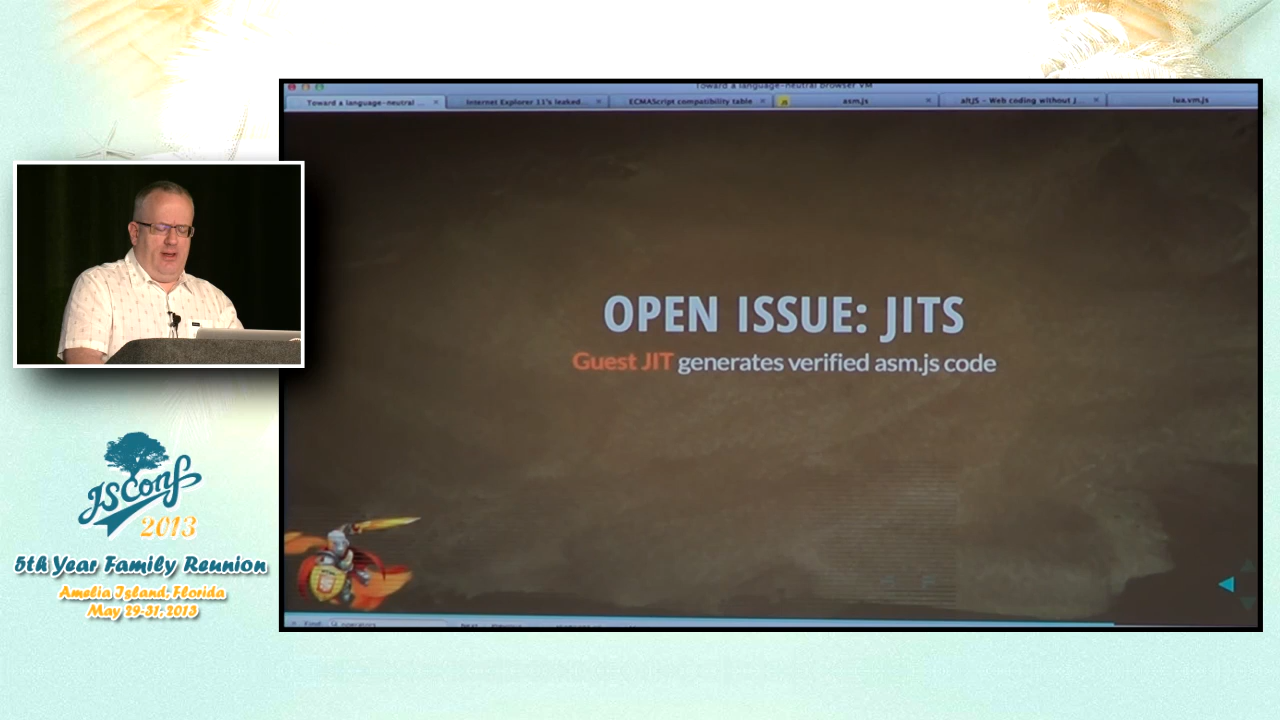 Toward a language-neutral browser VM
Toward a language-neutral ...
Internet Explorer 11's leaked
ECMAScript compatibility table
asm.js
altJS - Web coding without J...
lua.vm.js
OPEN ISSUE: JITS
Guest JIT generates verified asm.js code
JSConf
2013
5th Year Family Reunion
Amelia Island, Florida
May 29-31, 2013
Find:
operators